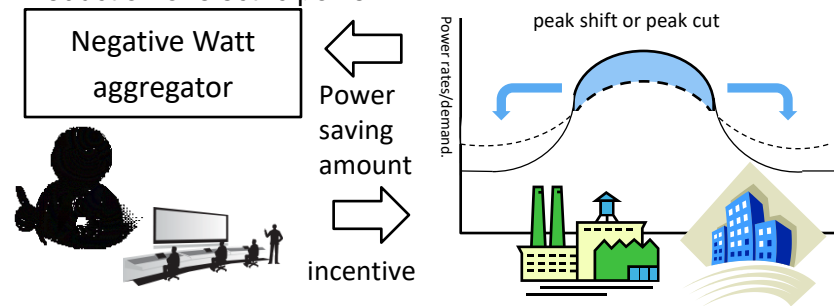 peak shift or peak cut
Negative Watt
aggregator
Power
saving
amount
incentive
Power rates/demand.